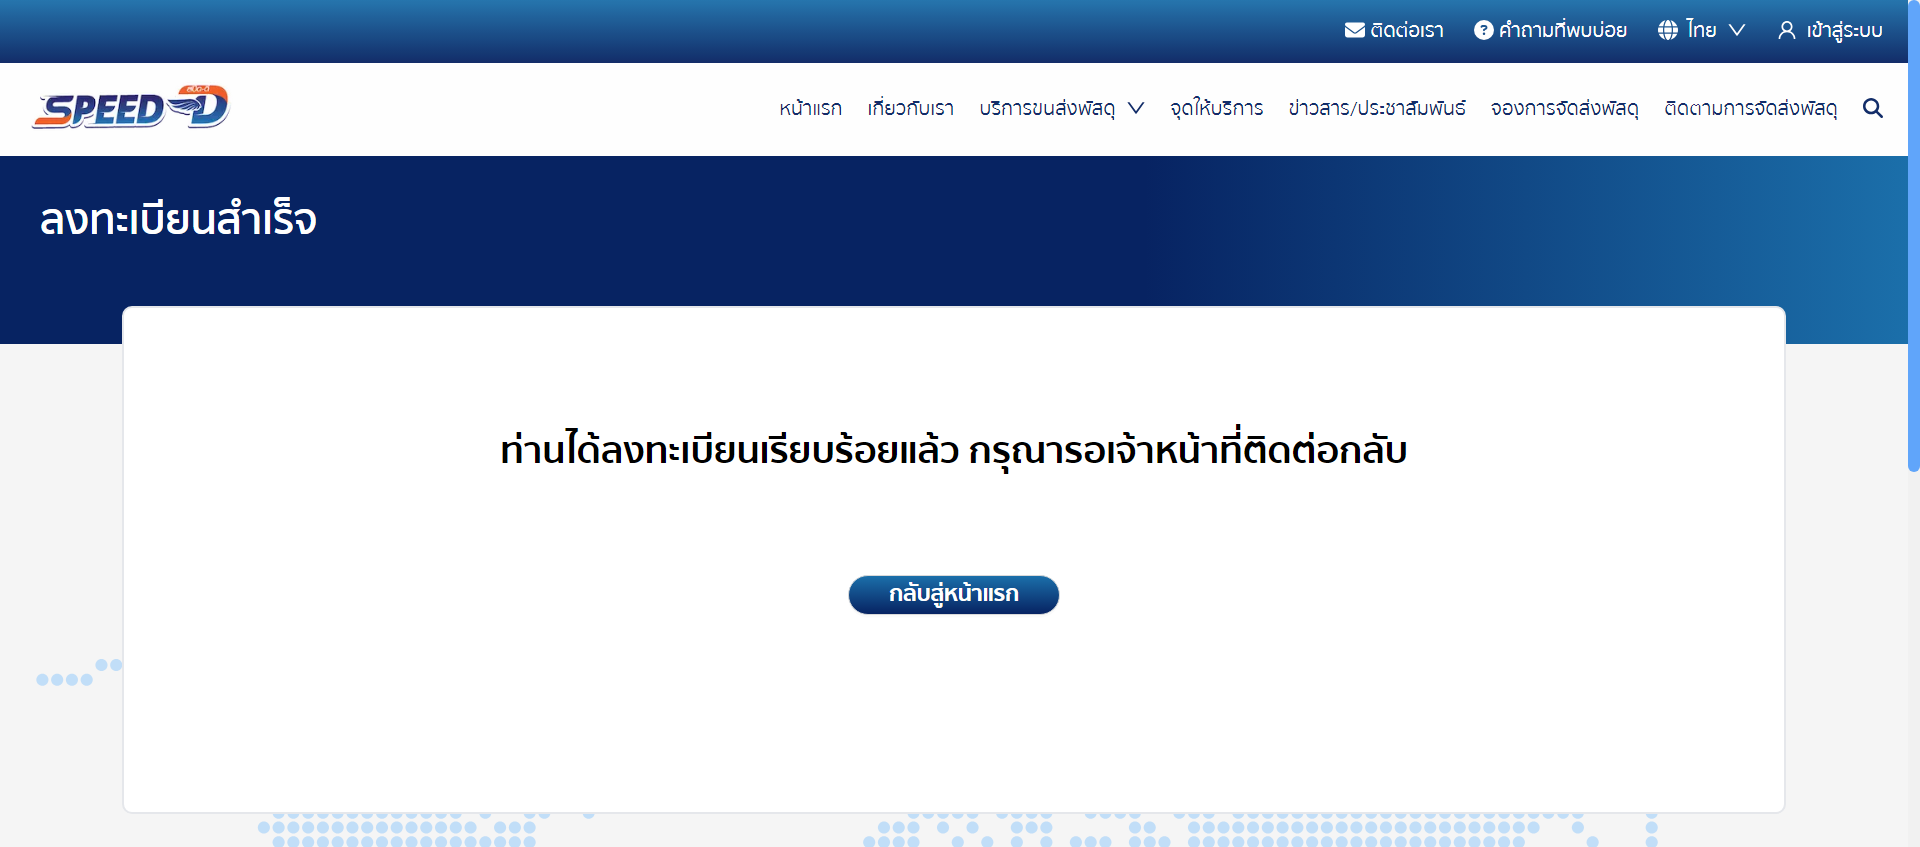 ติดต่อเรา คำถามที่พบบ่อย ไทย เข้าสู่ระบบ
สปีด-ดี
SPEED-D
หน้าแรก เกี่ยวกับเรา บริการขนส่งพัสดุ จุดให้บริการ ข่าวสาร/ประชาสัมพันธ์ จองการจัดส่งพัสดุ ติดตามการจัดส่งพัสดุ
ลงทะเบียนสำเร็จ
ท่านได้ลงทะเบียนเรียบร้อยแล้ว กรุณารอเจ้าหน้าที่ติดต่อกลับ
กลับสู่หน้าแรก